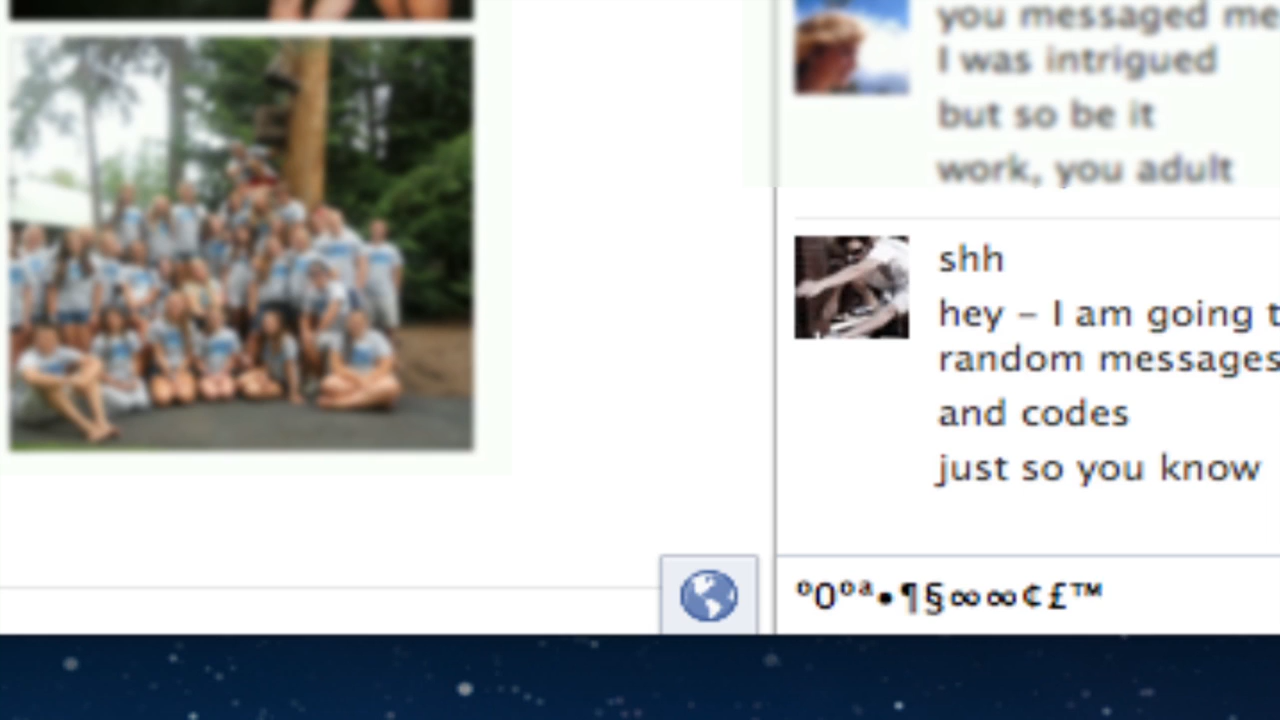 you messaged me
I was intrigued
but so be it
work, you adult
shh
hey – I am going t
random messages
and codes
just so you know
º0ºª•¶§∞∞¢£™